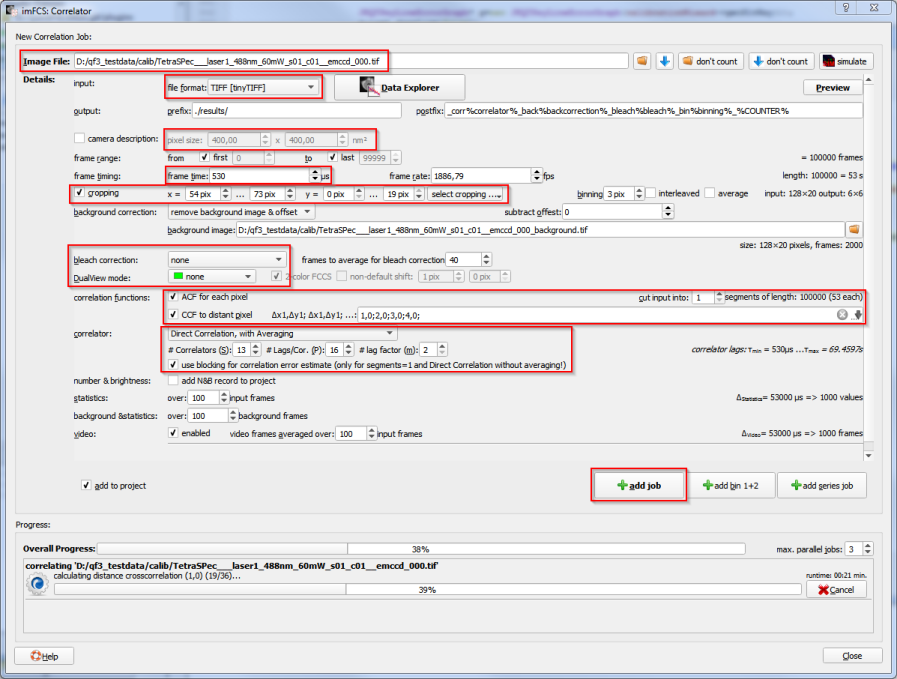 imFCS: Correlator
New Correlation Job:
Image File: D:/qf3_testdata/calib/TetraSPec___laser1_488nm_60mW_s01_c01__emccd_000.tif don't count don't count simulate
Details: input: file format: TIFF [tinyTIFF] Data Explorer Preview
output: prefix: ./results/ postfix: _corr%correlator%_back%backcorrection%_bleach%bleach%_bin%binning%_%COUNTER%
camera description: pixel size: 400,00 x 400,00 nm²
frame range: from first 0 to last 99999 = 100000 frames
frame timing: frame time: 530 µs frame rate: 1886,79 fps length: 100000 = 53 s
cropping x = 54 pix ... 73 pix y = 0 pix ... 19 pix select cropping ... binning 3 pix interleaved average input: 128×20 output: 6×6
background correction: remove background image & offset subtract offest: 0
background image: D:/qf3_testdata/calib/TetraSPec___laser1_488nm_60mW_s01_c01__emccd_000_background.tif
size: 128×20 pixels, frames: 2000
bleach correction: none frames to average for bleach correction 40
DualView mode: none 2-color FCCS non-default shift: 1 pix 0 pix
correlation functions: ACF for each pixel cut input into: 1 segments of length: 100000 (53 each)
CCF to distant pixel Δx1,Δy1; Δx1,Δy1; ...: 1,0;2,0;3,0;4,0;
correlator: Direct Correlation, with Averaging
# Correlators (S): 13 # Lags/Cor. (P): 16 # lag factor (m): 2 correlator lags: τmin = 530µs ...τmax = 69.4597s
use blocking for correlation error estimate (only for segments=1 and Direct Correlation without averaging!)
number & brightness: add N&B record to project
statistics: over: 100 input frames ΔStatistics= 53000 µs => 1000 values
background &statistics: over: 100 background frames
video: enabled video frames averaged over: 100 input frames ΔVideo= 53000 µs => 1000 frames
add to project add job add bin 1+2 add series job
Progress:
Overall Progress: 38% max. parallel jobs: 3
correlating 'D:/qf3_testdata/calib/TetraSPec___laser1_488nm_60mW_s01_c01__emccd_000.tif'
calculating distance crosscorrelation (1,0) (19/36)... runtime: 00:21 min.
39% Cancel
Help Close